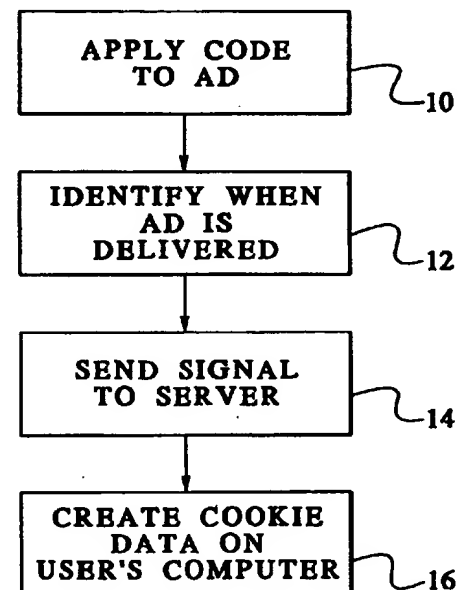 APPLY CODE
TO AD
10
IDENTIFY WHEN
AD IS
DELIVERED
12
SEND SIGNAL
TO SERVER
14
CREATE COOKIE
DATA ON
USER'S COMPUTER
16